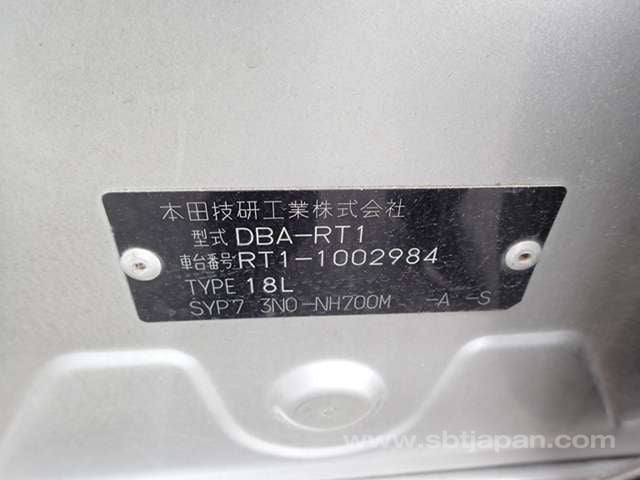 本田技研工業株式会社
型式 DBA-RT1
車台番号 RT1-1002984
TYPE 18L
SYP7 3N0-NH700M -A -S
www.sbtjapan.com